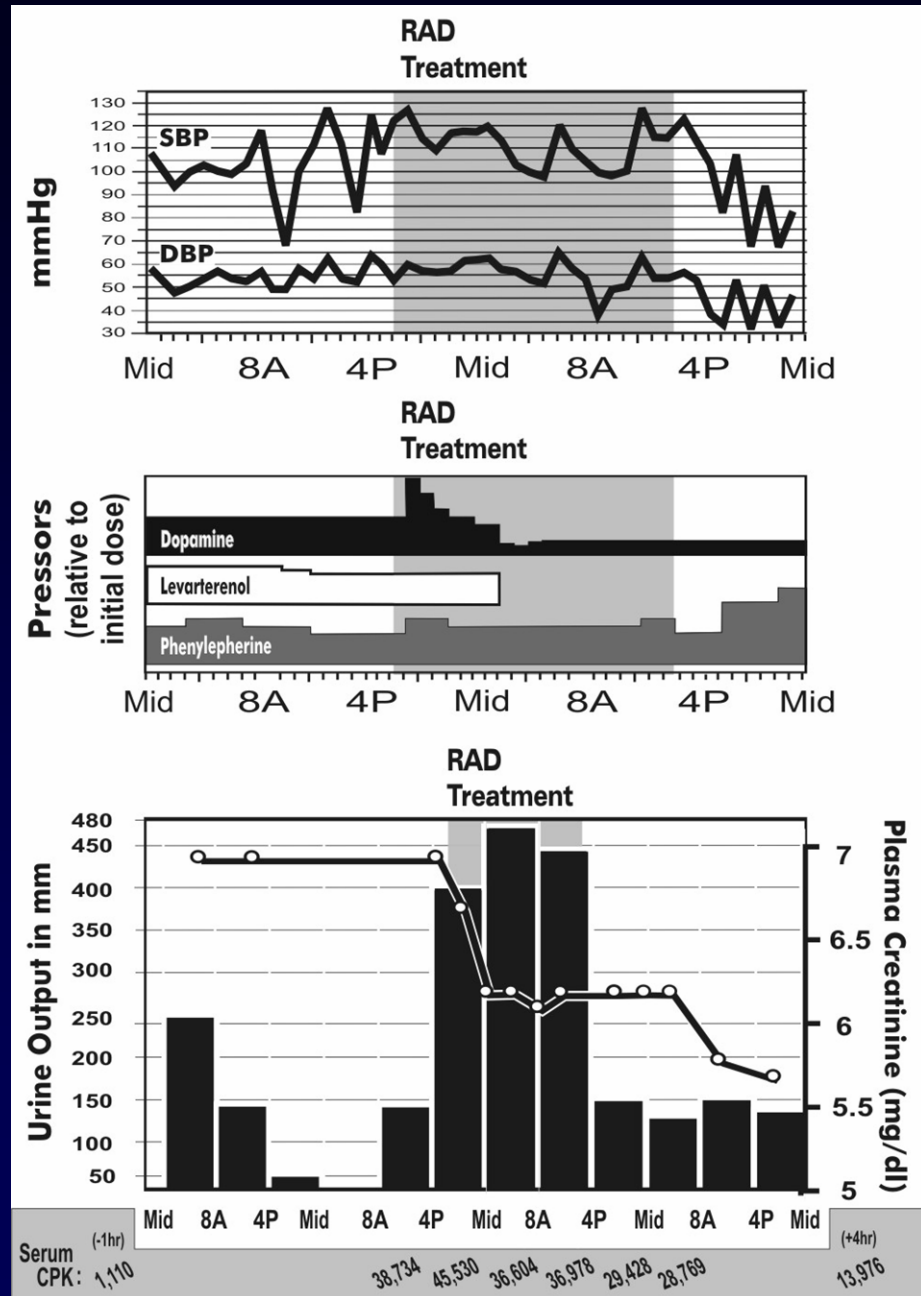 RAD
Treatment
130
120
110
100
90
80
70
60
50
40
30
mmHg
SBP
DBP
Mid 8A 4P Mid 8A 4P Mid
RAD
Treatment
Pressors
(relative to
initial dose)
Dopamine
Levarterenol
Phenylepherine
Mid 8A 4P Mid 8A 4P Mid
RAD
Treatment
480
450
400
350
300
250
200
150
100
50
Urine Output in mm
7
6.5
6
5.5
5
Plasma Creatinine (mg/dl)
Mid 8A 4P Mid 8A 4P Mid 8A 4P Mid 8A 4P Mid
Serum
CPK:
(-1hr)
1,110
38,734 45,530 36,604 36,978 29,428 28,769
(+4hr)
13,976